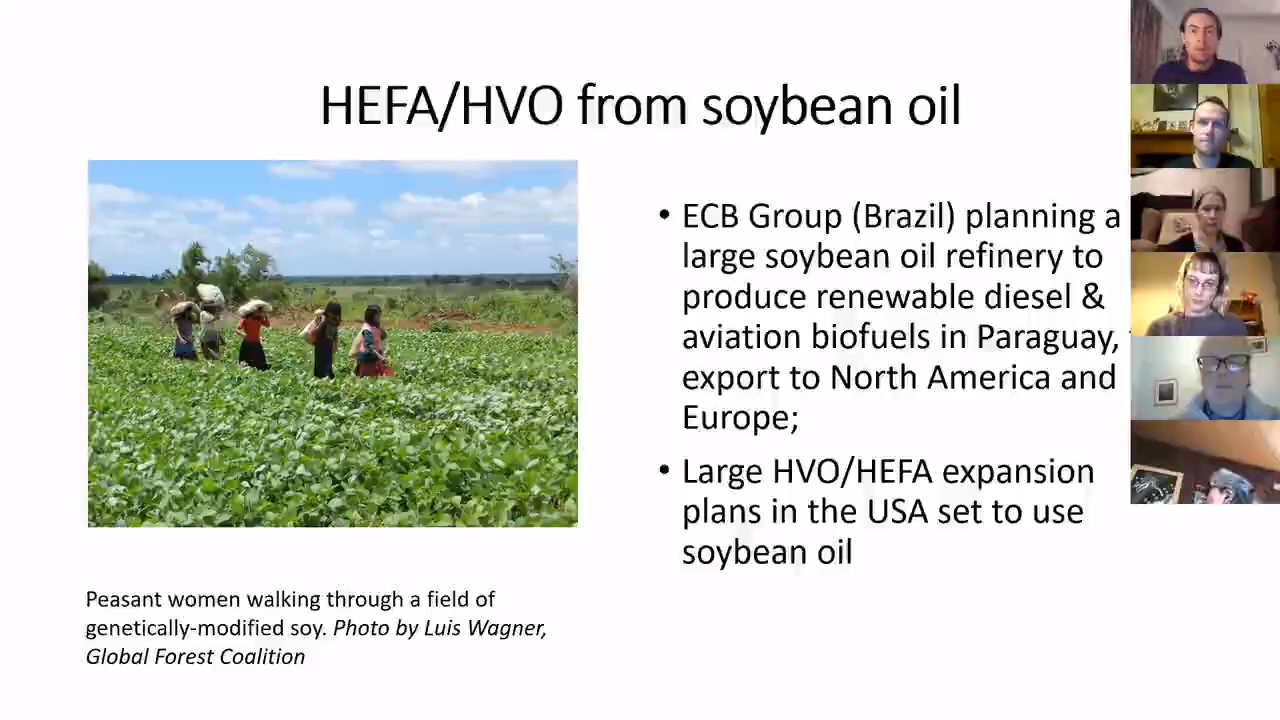 HEFA/HVO from soybean oil
• ECB Group (Brazil) planning a
large soybean oil refinery to
produce renewable diesel &
aviation biofuels in Paraguay,
export to North America and
Europe;
• Large HVO/HEFA expansion
plans in the USA set to use
soybean oil
Peasant women walking through a field of
genetically-modified soy. Photo by Luis Wagner,
Global Forest Coalition